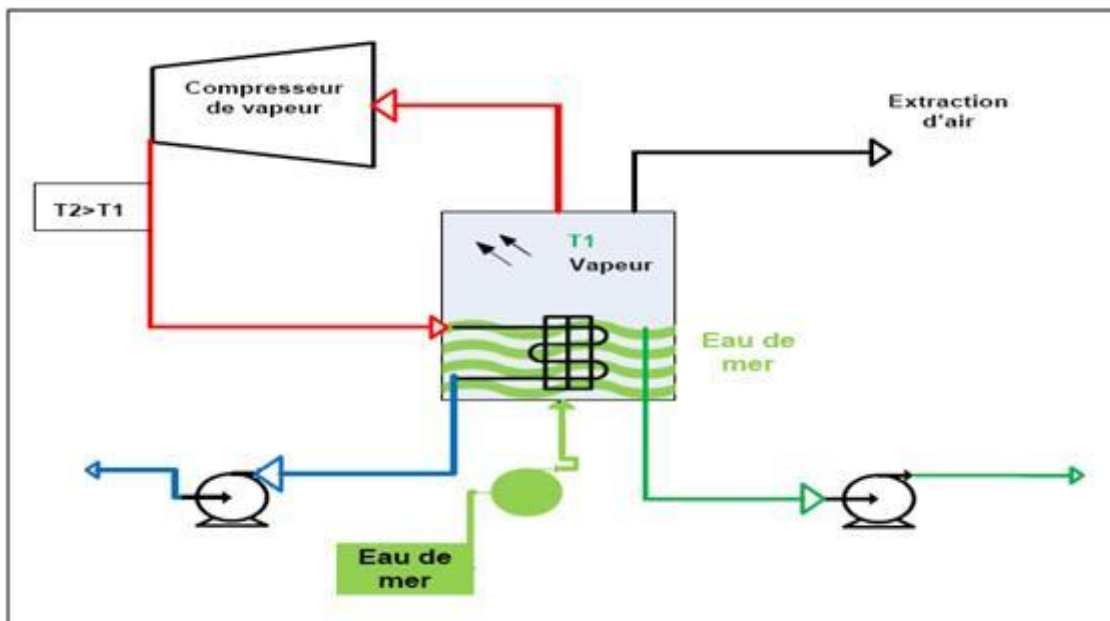 Compresseur
de vapeur
Extraction
d'air
T2>T1
T1
Vapeur
Eau de
mer
Eau de
mer